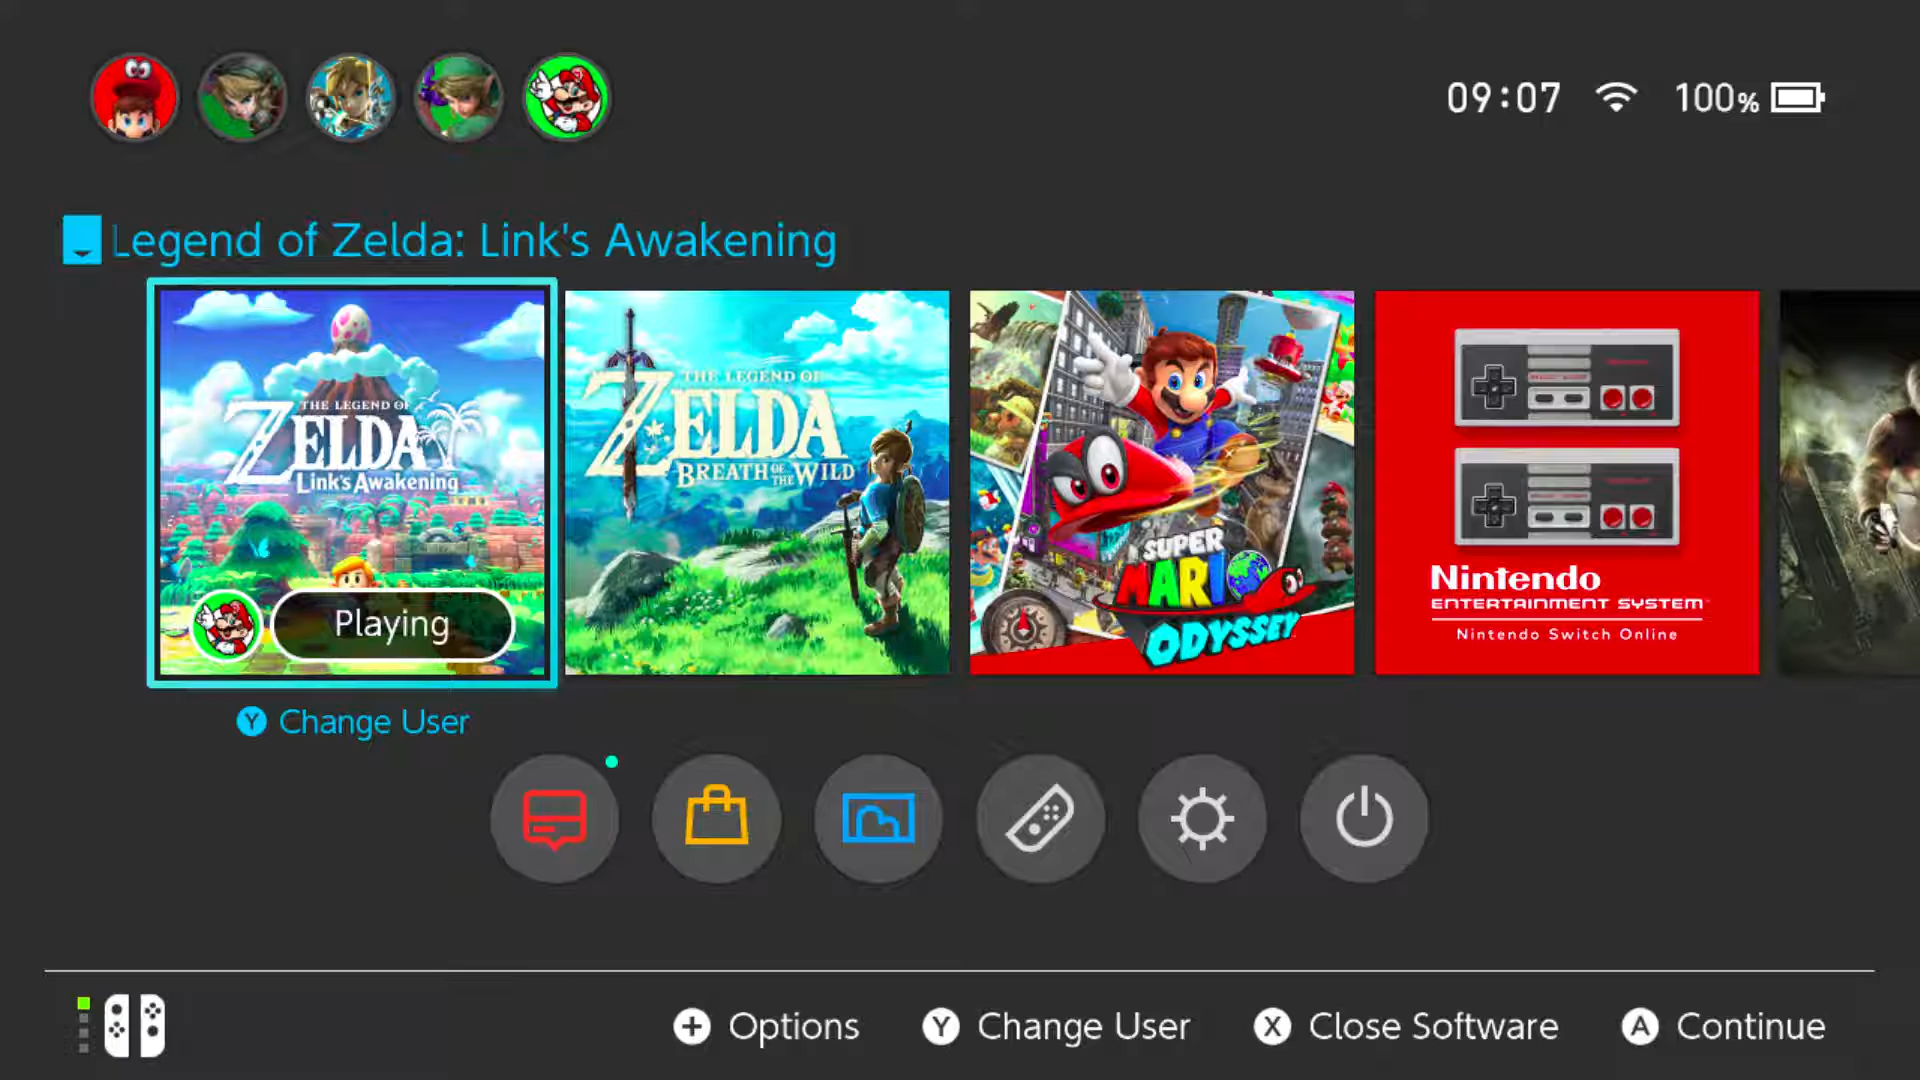 09:07 100%
Legend of Zelda: Link's Awakening
THE LEGEND OF
ZELDA
Link's Awakening
Playing
THE LEGEND OF
ZELDA
BREATH OF THE WILD
SUPER
MARIO
ODYSSEY
Nintendo
ENTERTAINMENT SYSTEM
Nintendo Switch Online
Y Change User
+ Options Y Change User X Close Software A Continue